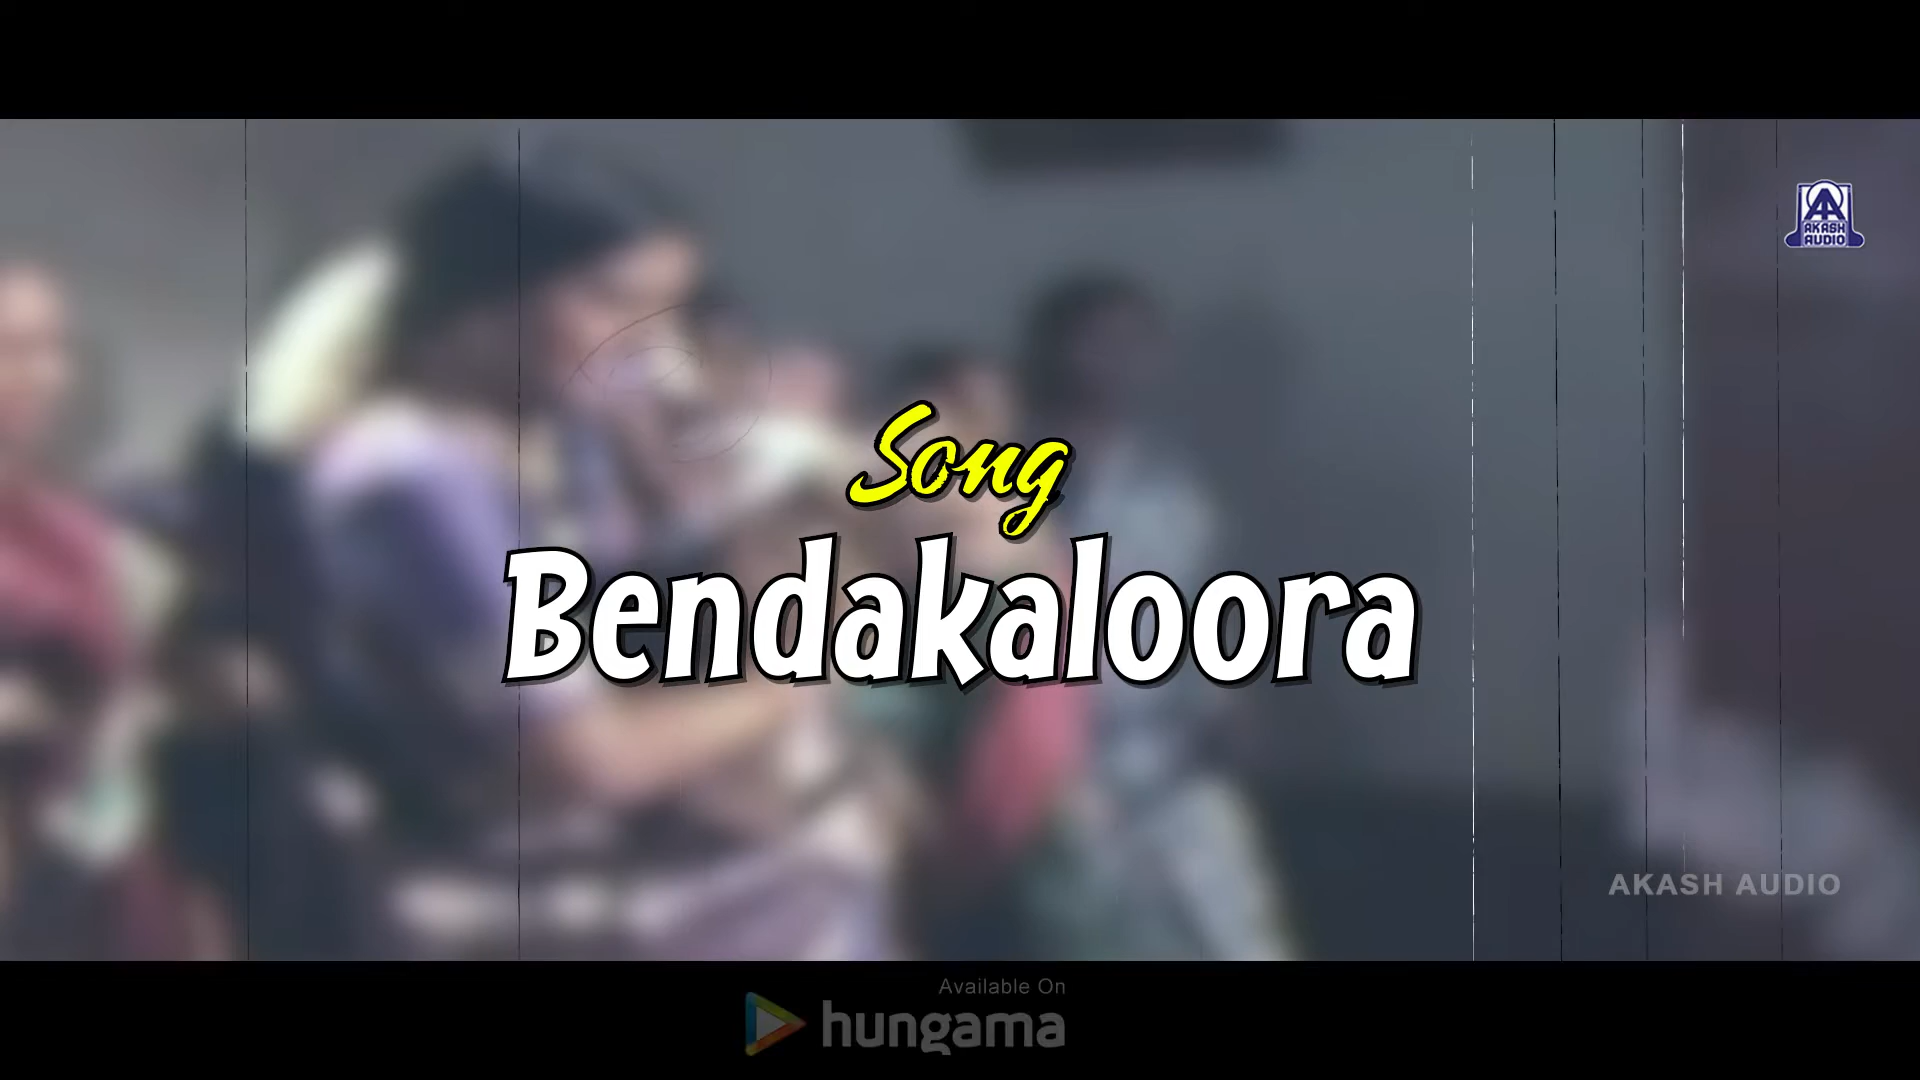 AKASH
AUDIO
Song
Bendakaloora
AKASH AUDIO
Available On
hungama